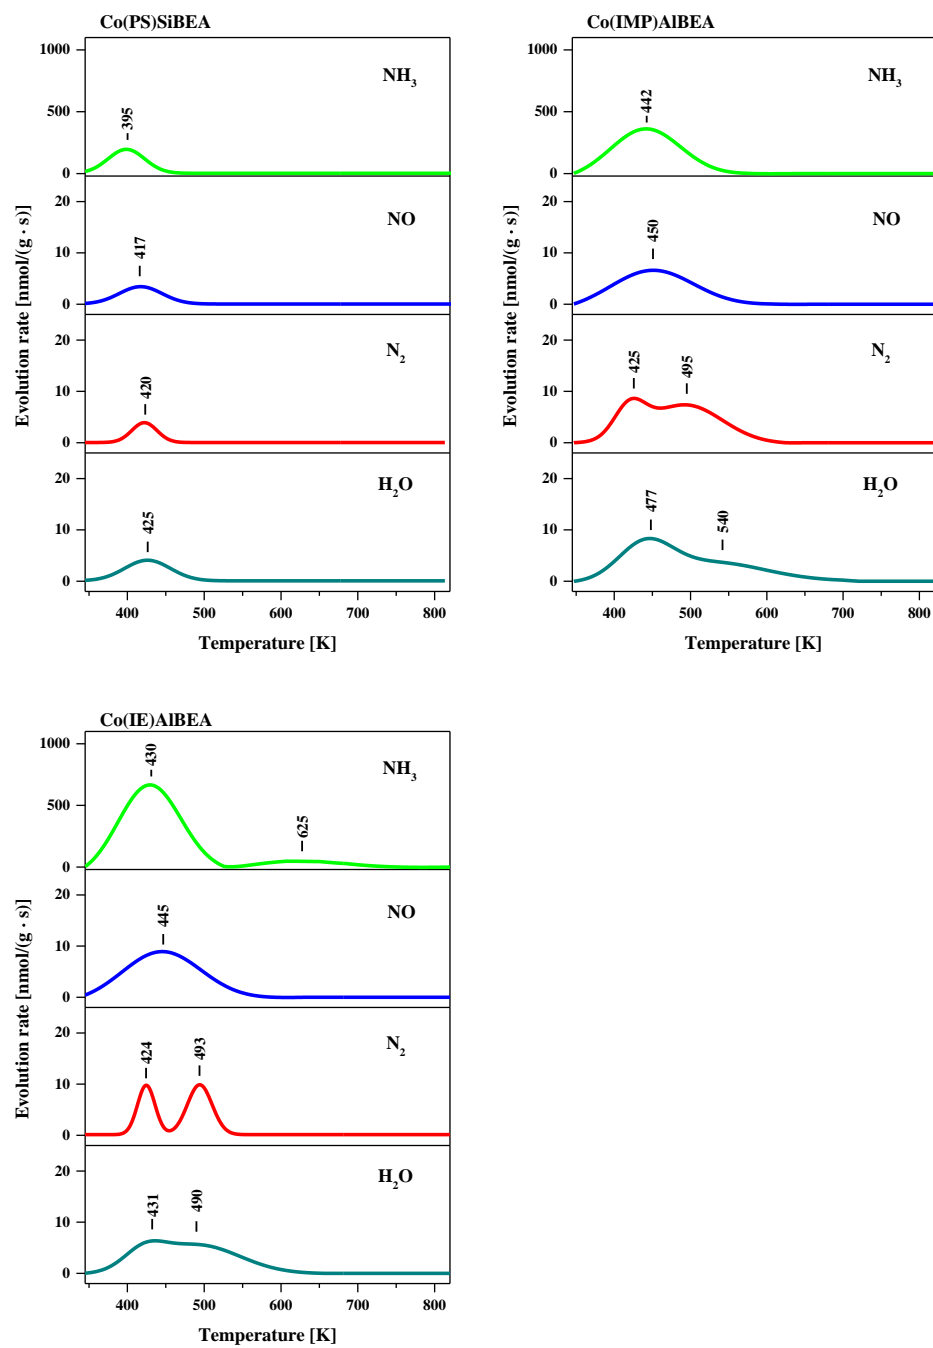 Co(PS)SiBEA
1000
500
0
NH3
395
20
10
0
NO
417
20
10
0
N2
420
20
10
0
H2O
425
400 500 600 700 800
Temperature [K]
Evolution rate [nmol/(g · s)]
Co(IMP)AlBEA
1000
500
0
NH3
442
20
10
0
NO
450
20
10
0
N2
425
495
20
10
0
H2O
477
540
400 500 600 700 800
Temperature [K]
Evolution rate [nmol/(g · s)]
Co(IE)AlBEA
1000
500
0
NH3
430
625
20
10
0
NO
445
20
10
0
N2
424
493
20
10
0
H2O
431
490
400 500 600 700 800
Temperature [K]
Evolution rate [nmol/(g · s)]